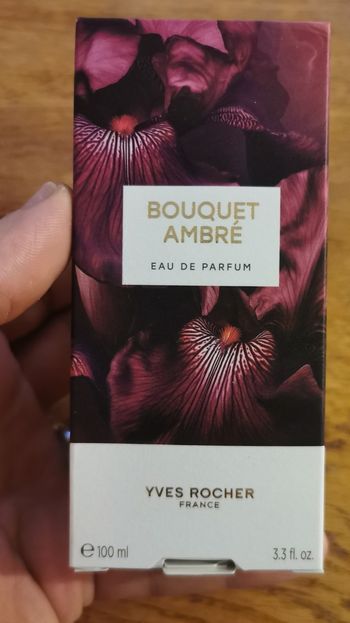 BOUQUET
AMBRÉ
EAU DE PARFUM
YVES ROCHER
FRANCE
℮ 100 ml 3.3 fl. oz.